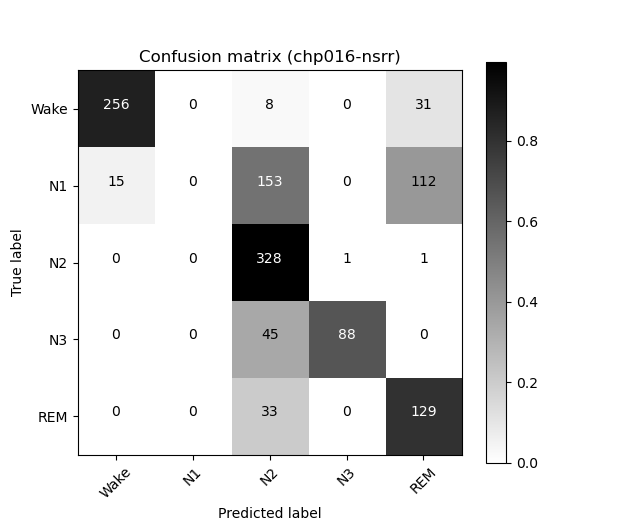 Confusion matrix (chp016-nsrr)
True label
Wake 256 0 8 0 31
N1 15 0 153 0 112
N2 0 0 328 1 1
N3 0 0 45 88 0
REM 0 0 33 0 129
Wake N1 N2 N3 REM
Predicted label
0.8
0.6
0.4
0.2
0.0